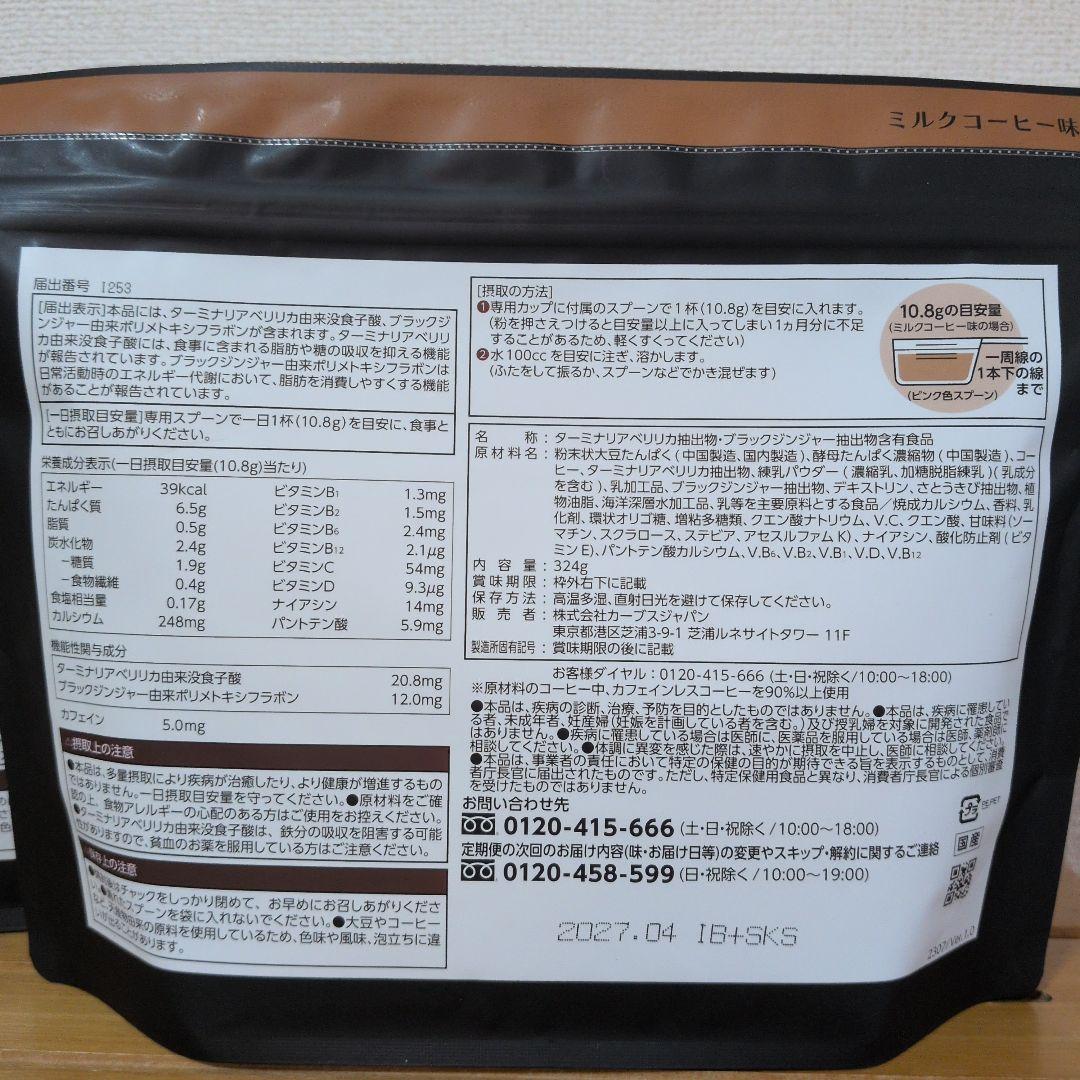 ミルクコーヒー味
届出番号 I253
[届出表示]本品には、ターミナリアベリリカ由来没食子酸、ブラックジ
ンジャー由来ポリメトキシフラボンが含まれます。ターミナリアベリリ
カ由来没食子酸には、食事に含まれる脂肪や糖の吸収を抑える機能
が報告されています。ブラックジンジャー由来ポリメトキシフラボンは
日常活動時のエネルギー代謝において、脂肪を消費しやすくする機能
があることが報告されています。
[一日摂取目安量]専用スプーンで一日1杯(10.8g)を目安に、食事と
ともにお召しあがりください。
栄養成分表示(一日摂取目安量(10.8g)当たり)
エネルギー 39kcal ビタミンB₁ 1.3mg
たんぱく質 6.5g ビタミンB₂ 1.5mg
脂質 0.5g ビタミンB₆ 2.4mg
炭水化物 2.4g ビタミンB₁₂ 2.1μg
−糖質 1.9g ビタミンC 54mg
−食物繊維 0.4g ビタミンD 9.3μg
食塩相当量 0.17g ナイアシン 14mg
カルシウム 248mg パントテン酸 5.9mg
機能性関与成分
ターミナリアベリリカ由来没食子酸 20.8mg
ブラックジンジャー由来ポリメトキシフラボン 12.0mg
カフェイン 5.0mg
摂取上の注意
●本品は、多量摂取により疾病が治癒したり、より健康が増進するもの
ではありません。一日摂取目安量を守ってください。●原材料をご確
認の上、食物アレルギーの心配のある方はご使用をお控えください。
●ターミナリアベリリカ由来没食子酸は、鉄分の吸収を阻害する可能
性がありますので、貧血のお薬を服用している方はご注意ください。
保存上の注意
はチャックをしっかり閉めて、お早めにお召しあがりくださ
い。 スプーンを袋に入れないでください。●大豆やコーヒー
由来の原料を使用しているため、色味や風味、泡立ちに違
いが出ることがあります。
[摂取の方法]
❶専用カップに付属のスプーンで1杯(10.8g)を目安に入れます。
(粉を押さえつけると目安量以上に入ってしまい1ヵ月分に不足
することがあるため、軽くすくってください)
❷水100ccを目安に注ぎ、溶かします。
(ふたをして振るか、スプーンなどでかき混ぜます)
10.8gの目安量
(ミルクコーヒー味の場合)
一周線の
1本下の線
まで
(ピンク色スプーン)
名 称：ターミナリアベリリカ抽出物・ブラックジンジャー抽出物含有食品
原材料名：粉末状大豆たんぱく(中国製造、国内製造)、酵母たんぱく濃縮物(中国製造)、コー
ヒー、ターミナリアベリリカ抽出物、練乳パウダー(濃縮乳、加糖脱脂練乳)(乳成分
を含む)、乳加工品、ブラックジンジャー抽出物、デキストリン、さとうきび抽出物、植
物油脂、海洋深層水加工品、乳等を主要原料とする食品／焼成カルシウム、香料、乳
化剤、環状オリゴ糖、増粘多糖類、クエン酸ナトリウム、V.C、クエン酸、甘味料(ソー
マチン、スクラロース、ステビア、アセスルファムK)、ナイアシン、酸化防止剤(ビタ
ミンE)、パントテン酸カルシウム、V.B₆、V.B₂、V.B₁、V.D、V.B₁₂
内容量：324g
賞味期限：枠外右下に記載
保存方法：高温多湿、直射日光を避けて保存してください。
販売者：株式会社カーブスジャパン
東京都港区芝浦3-9-1 芝浦ルネサイトタワー 11F
製造所固有記号：賞味期限の後に記載
お客様ダイヤル：0120-415-666 (土・日・祝除く/10:00〜18:00)
※原材料のコーヒー中、カフェインレスコーヒーを90%以上使用
●本品は、疾病の診断、治療、予防を目的としたものではありません。●本品は、疾病に罹患してい
る者、未成年者、妊産婦(妊娠を計画している者を含む。)及び授乳婦を対象に開発された食品で
はありません。●疾病に罹患している場合は医師に、医薬品を服用している場合は医師、薬剤師に
相談してください。●体調に異変を感じた際は、速やかに摂取を中止し、医師に相談してください。
●本品は、事業者の責任において特定の保健の目的が期待できる旨を表示するものとして、消費
者庁長官に届出されたものです。ただし、特定保健用食品と異なり、消費者庁長官による個別審査
を受けたものではありません。
お問い合わせ先
0120-415-666 (土・日・祝除く/10:00〜18:00)
定期便の次回のお届け内容(味・お届け日等)の変更やスキップ・解約に関するご連絡
0120-458-599 (日・祝除く/10:00〜19:00)
プラ
PE,PET
国産
2027.04 IB+SKS
2307/Ver.1.0